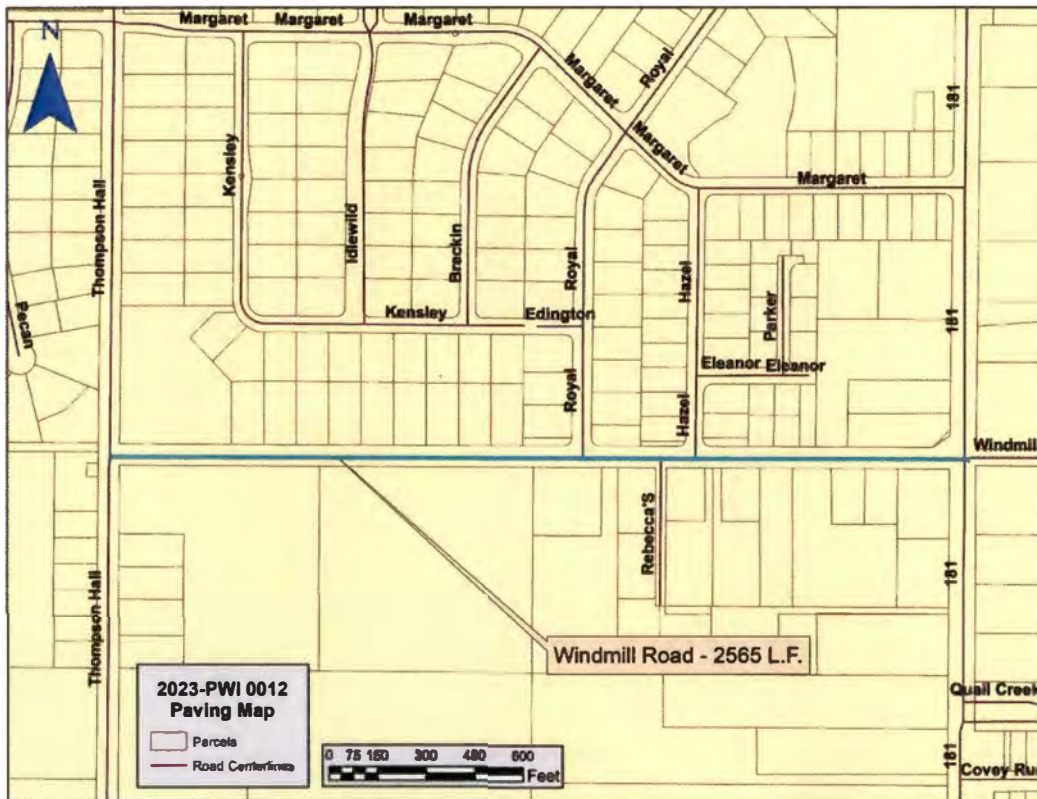 Margaret
Margaret
Margaret
N
Margaret
Royal
Margaret
181
Kensley
Margaret
Thompson Hall
Idlewild
Breckin
Royal
Hazel
Parker
181
Pecan
Kensley
Edington
Eleanor
Eleanor
Royal
Hazel
Windmill
Rebecca'S
181
Thompson Hall
Windmill Road - 2565 L.F.
2023-PWI 0012
Paving Map
Parcels
Road Centerlines
0 75 150 300 450 600
Feet
Quail Creek
181
Covey Run